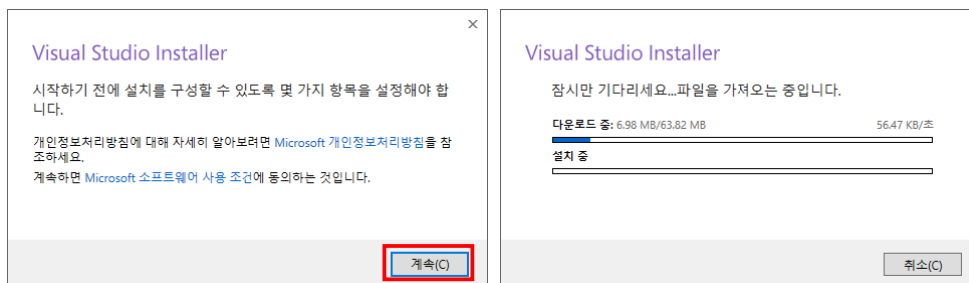 Visual Studio Installer
시작하기 전에 설치를 구성할 수 있도록 몇 가지 항목을 설정해야 합
니다.
개인정보처리방침에 대해 자세히 알아보려면 Microsoft 개인정보처리방침을 참
조하세요.
계속하면 Microsoft 소프트웨어 사용 조건에 동의하는 것입니다.
계속(C)
Visual Studio Installer
잠시만 기다리세요...파일을 가져오는 중입니다.
다운로드 중: 6.98 MB/63.82 MB 56.47 KB/초
설치 중
취소(C)